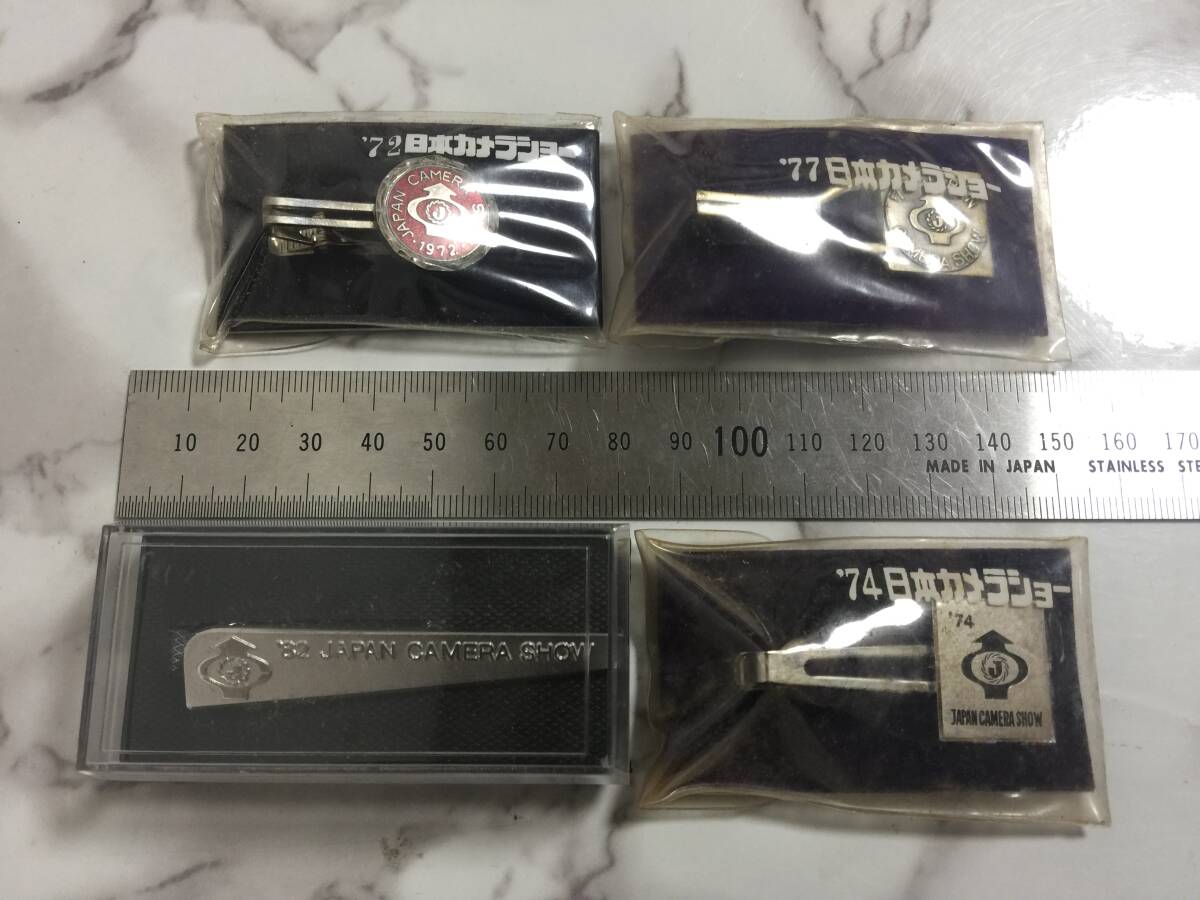 '72日本カメラショー
JAPAN CAMERA S
1972
'77日本カメラショー
CAMERA SHOW
10 20 30 40 50 60 70 80 90 100 110 120 130 140 150 160 170
MADE IN JAPAN STAINLESS STE
'82 JAPAN CAMERA SHOW
J
'74日本カメラショー
'74
J
JAPAN CAMERA SHOW